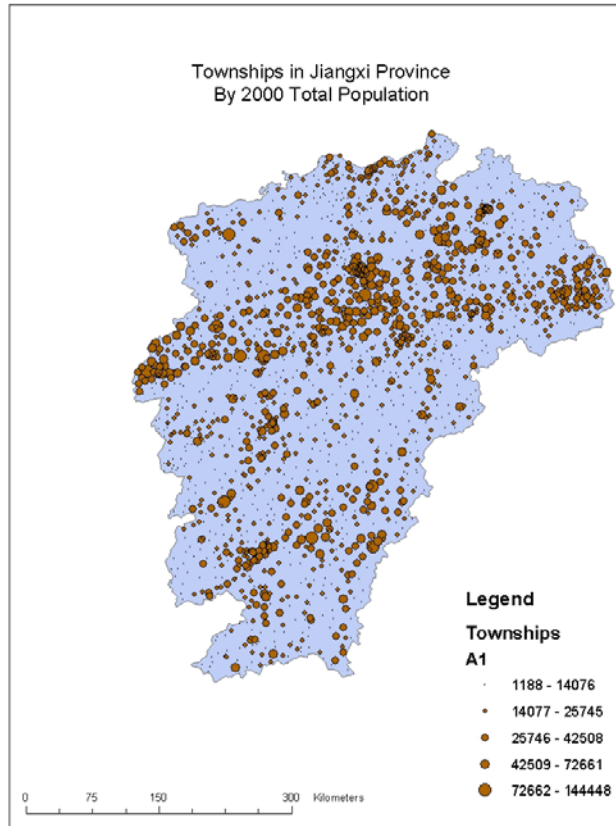 Townships in Jiangxi Province
By 2000 Total Population
Legend
Townships
A1
1188 - 14076
14077 - 25745
25746 - 42508
42509 - 72661
72662 - 144448
0 75 150 300 Kilometers